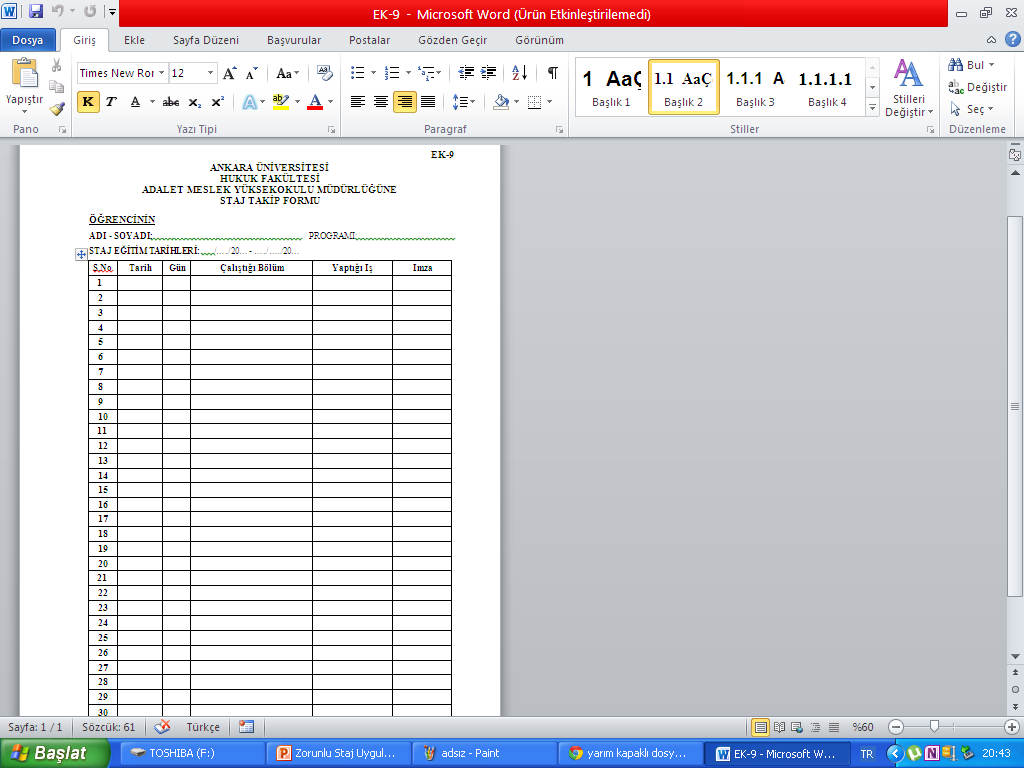 EK-9 - Microsoft Word (Ürün Etkinleştirilemedi)
Dosya Giriş Ekle Sayfa Düzeni Başvurular Postalar Gözden Geçir Görünüm
Yapıştır
Times New Ror 12 Aa
K T A abc x₂ x² A ab A
1 AaÇ 1.1 AaÇ 1.1.1 A 1.1.1.1
Başlık 1 Başlık 2 Başlık 3 Başlık 4
Stilleri Değiştir
Bul
Değiştir
Seç
Pano Yazı Tipi Paragraf Stiller Düzenleme
EK-9
ANKARA ÜNİVERSİTESİ
HUKUK FAKÜLTESİ
ADALET MESLEK YÜKSEKOKULU MÜDÜRLÜĞÜNE
STAJ TAKİP FORMU
ÖĞRENCİNİN
ADI - SOYADI: PROGRAMI
STAJ EĞİTİM TARİHLERİ: .../..../20... - ..../...../20...
S.No Tarih Gün Çalıştığı Bölüm Yaptığı İş Imza
1
2
3
4
5
6
7
8
9
10
11
12
13
14
15
16
17
18
19
20
21
22
23
24
25
26
27
28
29
30
Sayfa: 1 / 1 Sözcük: 61 Türkçe %60
Başlat TOSHIBA (F:) Zorunlu Staj Uygul... adsız - Paint yarım kapaklı dosy... EK-9 - Microsoft W... TR 20:43